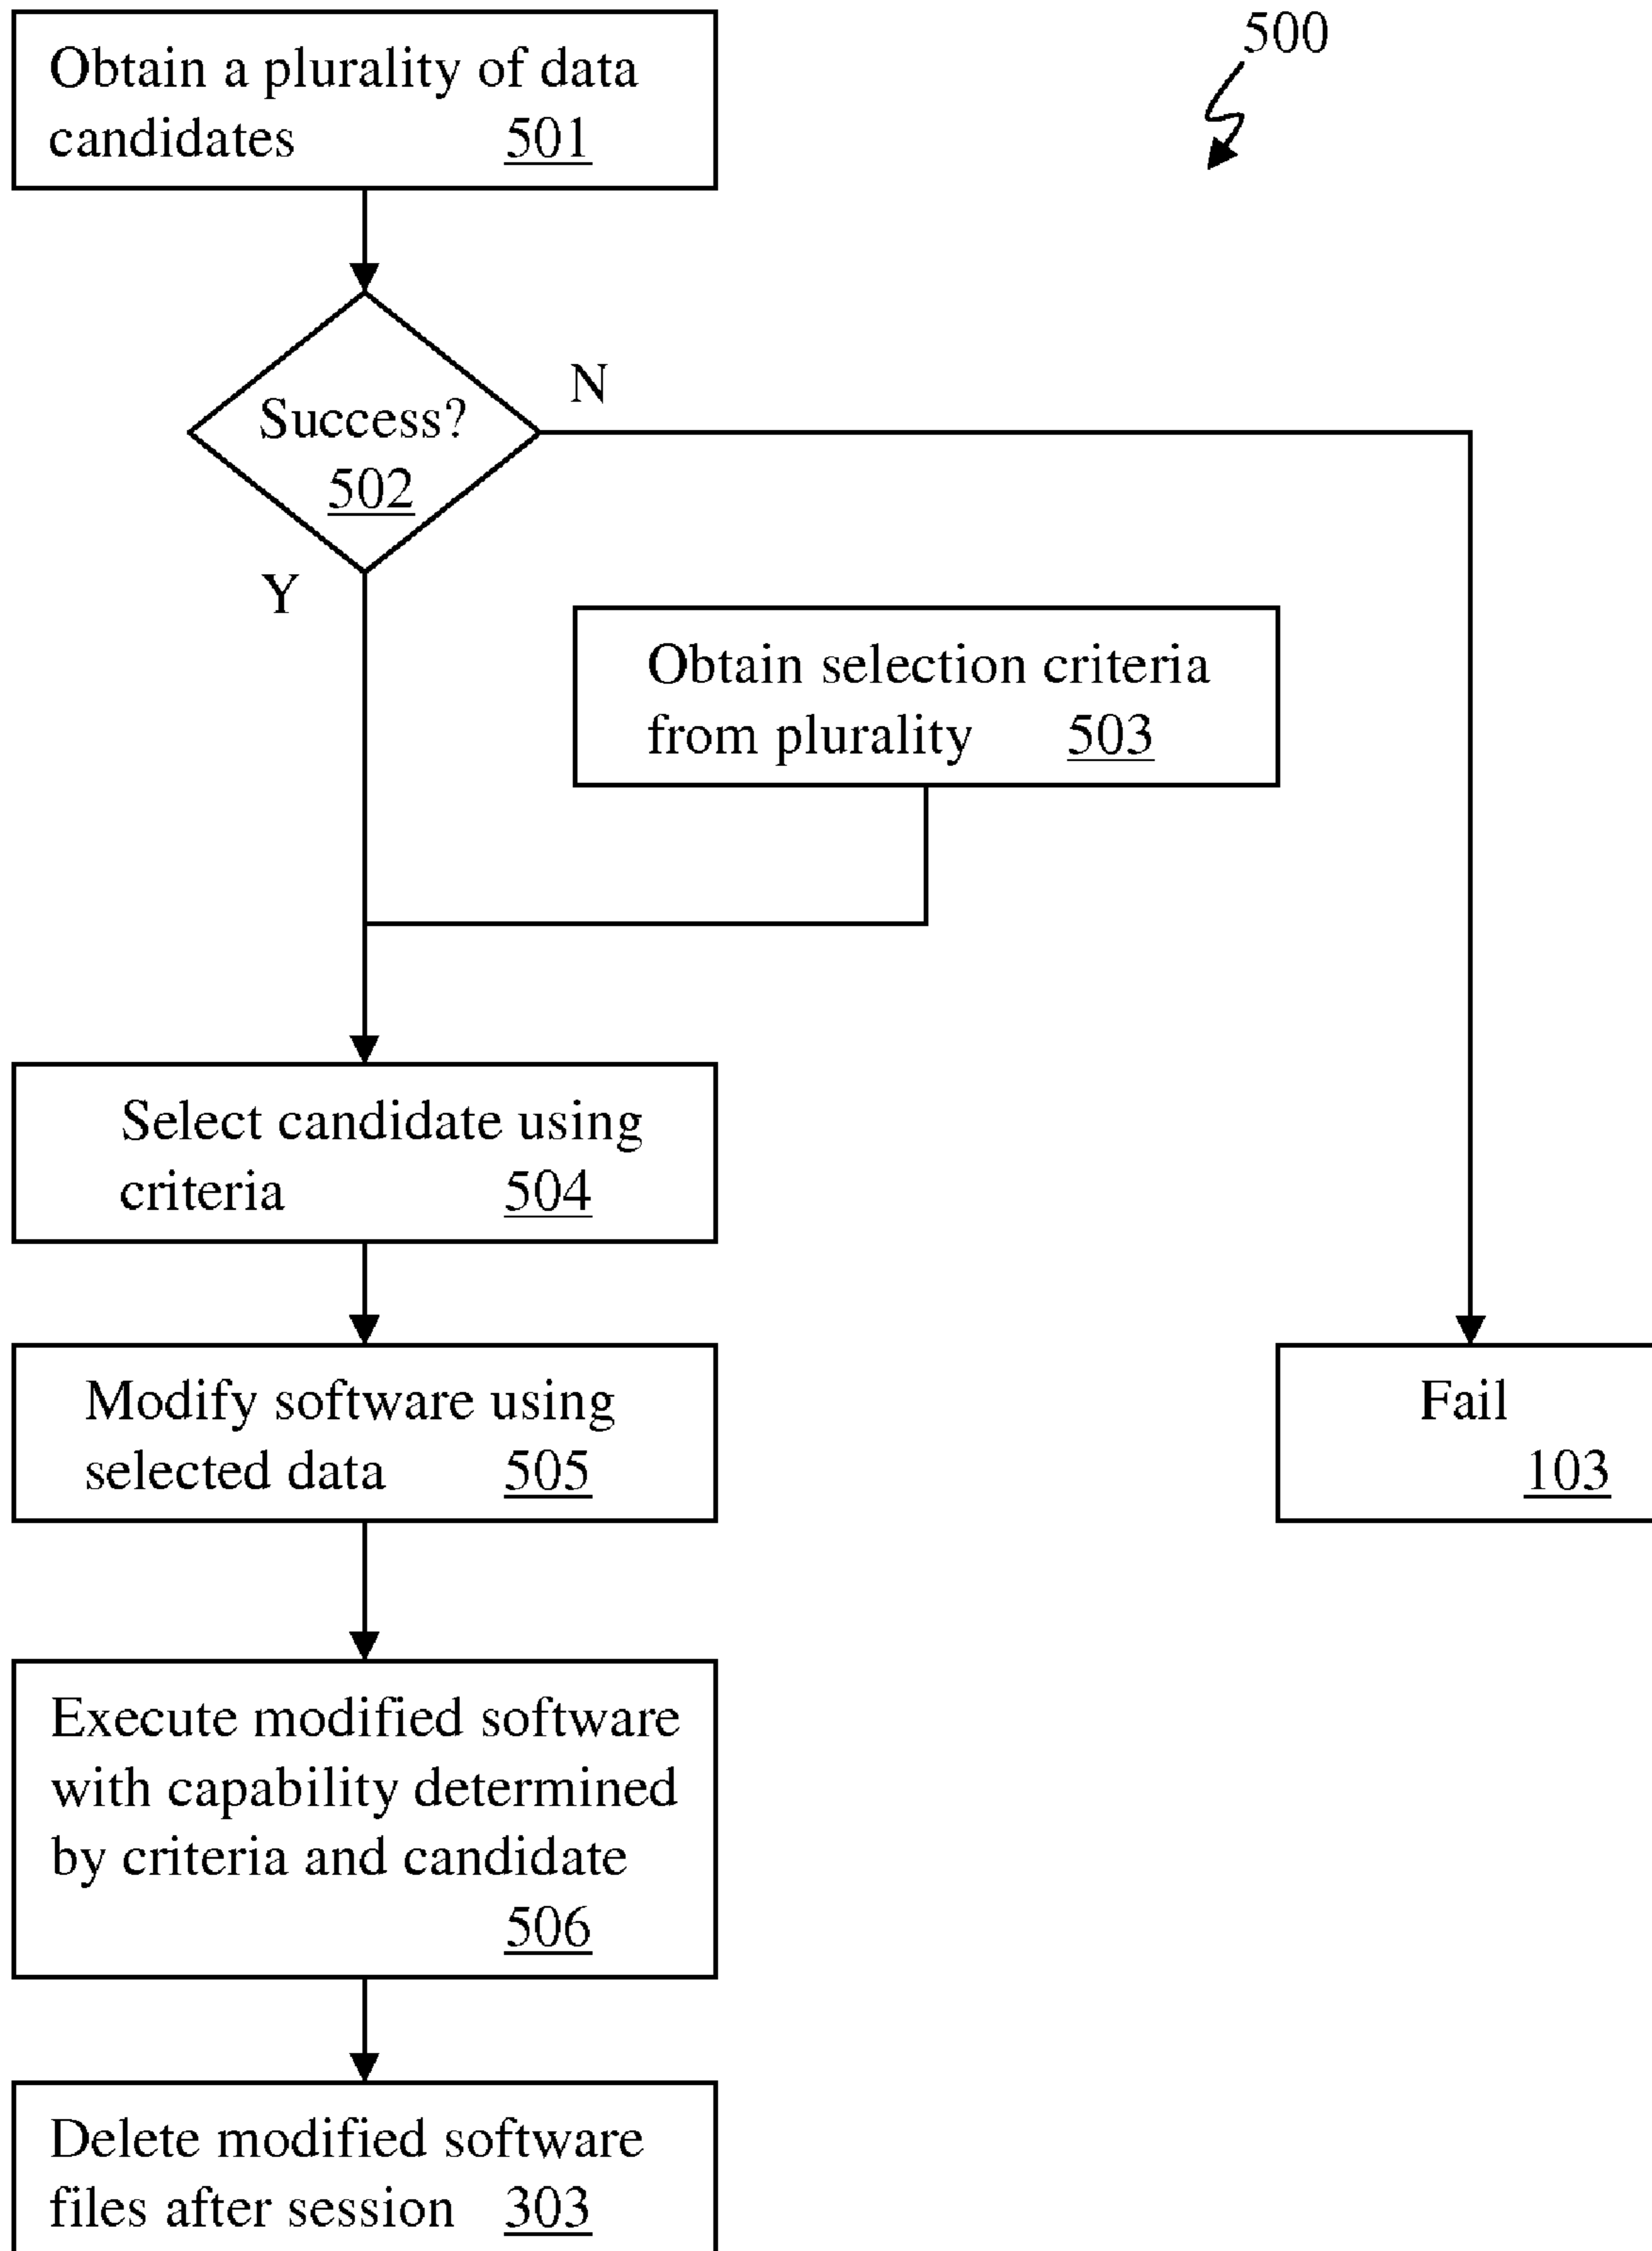 500
Obtain a plurality of data
candidates 501
Success?
502
N
Y
Obtain selection criteria
from plurality 503
Select candidate using
criteria 504
Modify software using
selected data 505
Fail
103
Execute modified software
with capability determined
by criteria and candidate
506
Delete modified software
files after session 303